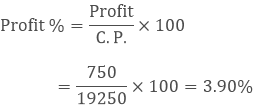 Profit % = Profit / C. P. × 100
= 750 / 19250 × 100 = 3.90%